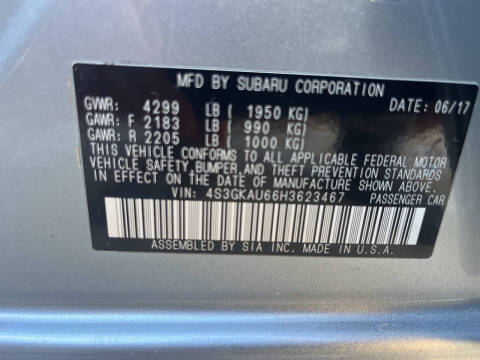 MFD BY SUBARU CORPORATION
GVWR: 4299 LB ( 1950 KG) DATE: 06/17
GAWR: F 2183 LB ( 990 KG)
GAWR: R 2205 LB ( 1000 KG)
THIS VEHICLE CONFORMS TO ALL APPLICABLE FEDERAL MOTOR
VEHICLE SAFETY, BUMPER, AND THEFT PREVENTION STANDARDS
IN EFFECT ON THE DATE OF MANUFACTURE SHOWN ABOVE.
VIN: 4S3GKAU66H3623467 PASSENGER CAR
ASSEMBLED BY SIA INC. MADE IN U.S.A.